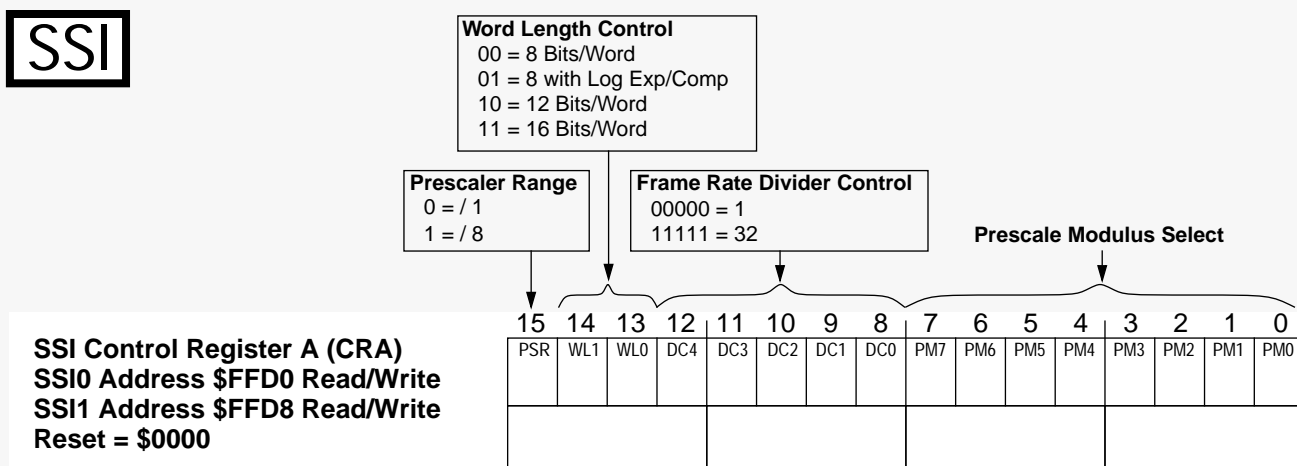 SSI
Word Length Control
00 = 8 Bits/Word
01 = 8 with Log Exp/Comp
10 = 12 Bits/Word
11 = 16 Bits/Word
Prescaler Range
0 = / 1
1 = / 8
Frame Rate Divider Control
00000 = 1
11111 = 32
Prescale Modulus Select
15 14 13 12 11 10 9 8 7 6 5 4 3 2 1 0
PSR WL1 WL0 DC4 DC3 DC2 DC1 DC0 PM7 PM6 PM5 PM4 PM3 PM2 PM1 PM0
SSI Control Register A (CRA)
SSI0 Address $FFD0 Read/Write
SSI1 Address $FFD8 Read/Write
Reset = $0000